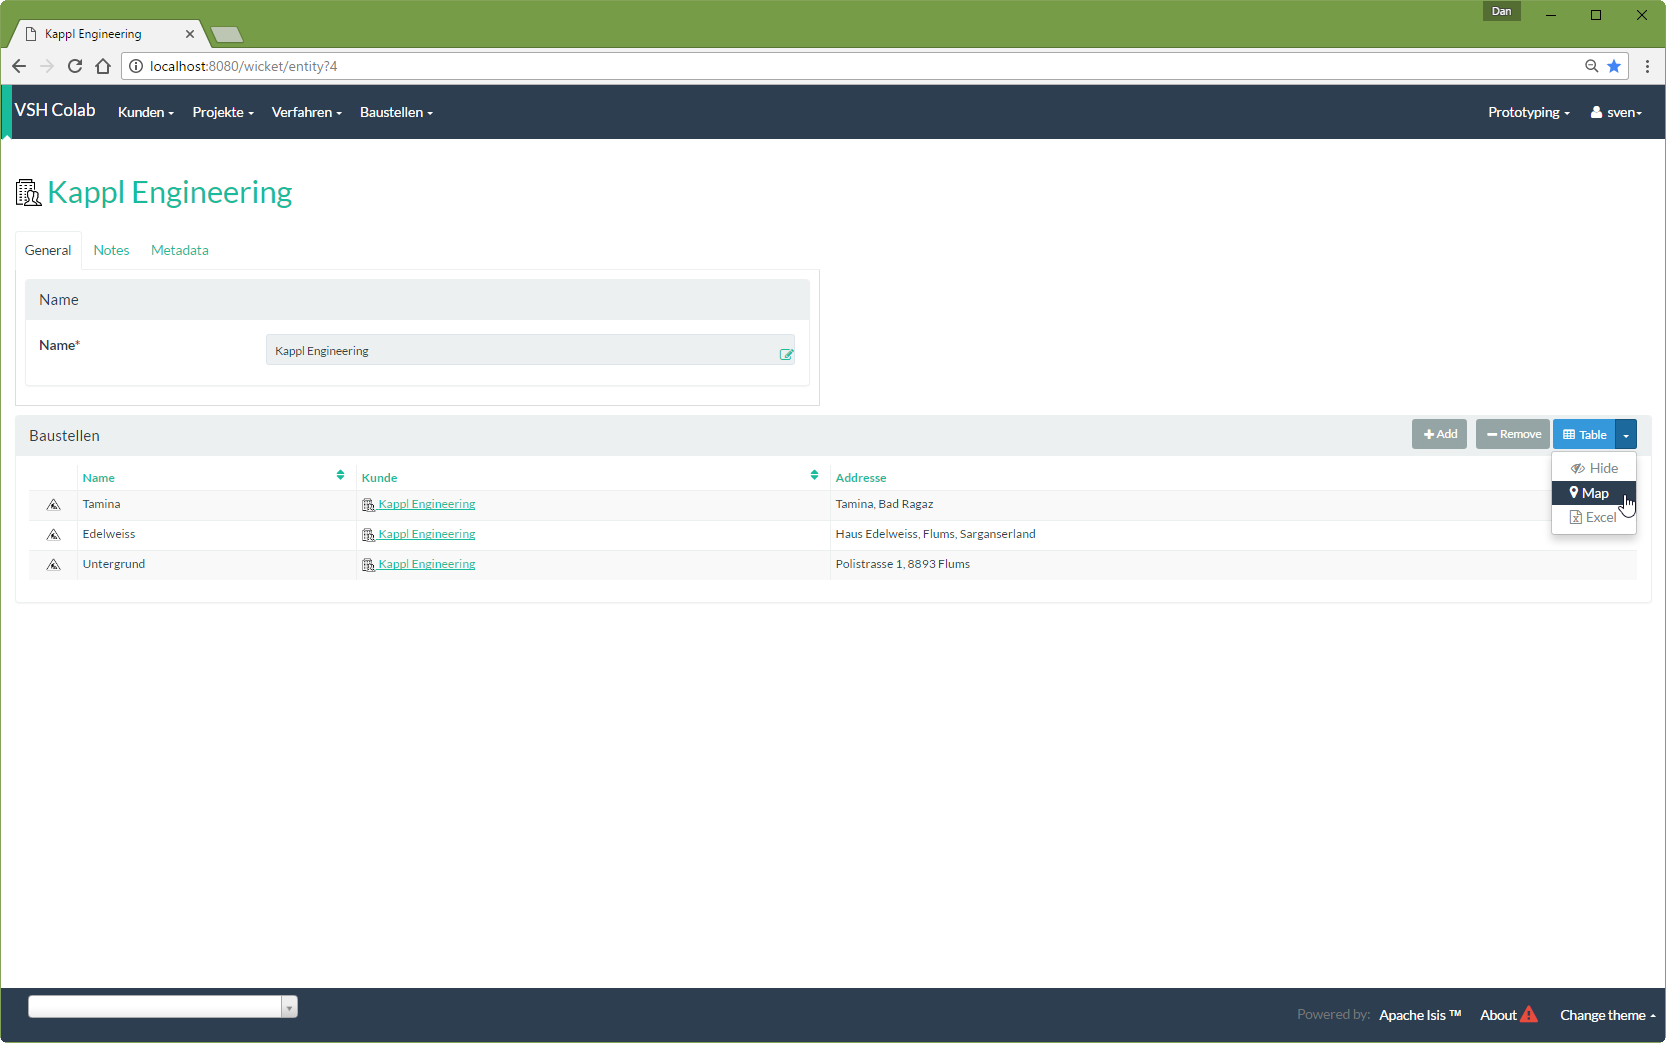 Dan
Kappl Engineering
localhost:8080/wicket/entity?4
VSH Colab Kunden Projekte Verfahren Baustellen Prototyping sven
Kappl Engineering
General Notes Metadata
Name
Name* Kappl Engineering
Baustellen Add Remove Table
Hide
Map
Excel
Name Kunde Addresse
Tamina Kappl Engineering Tamina, Bad Ragaz
Edelweiss Kappl Engineering Haus Edelweiss, Flums, Sarganserland
Untergrund Kappl Engineering Polistrasse 1, 8893 Flums
Powered by: Apache Isis ™ About Change theme